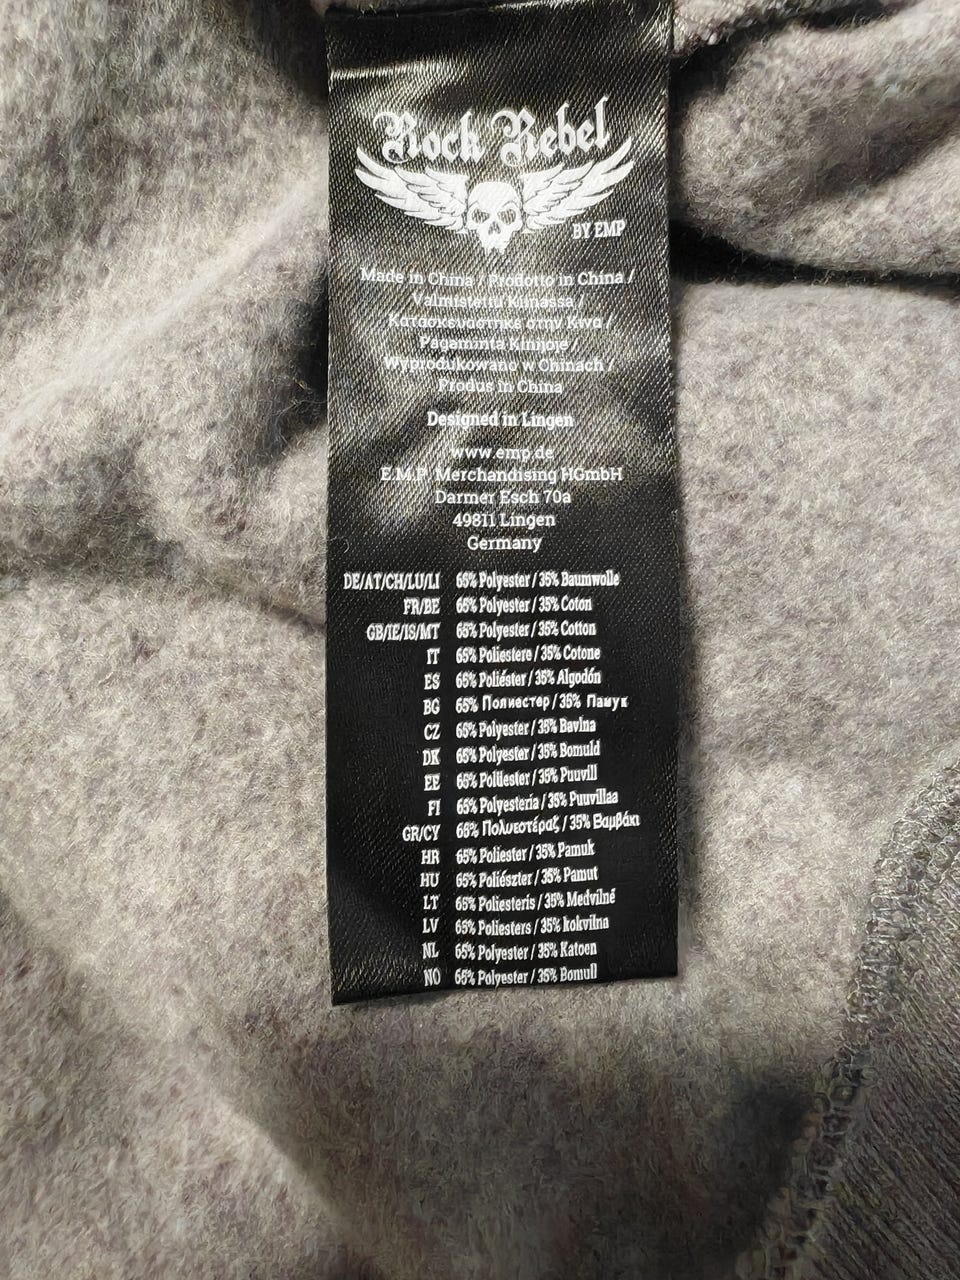 Rock Rebel
BY EMP
Made in China / Prodotto in China /
Valmistettu Kiinassa /
Κατασκευάστηκε στην Κίνα /
Pagaminta Kinijoje /
Wyprodukowano w Chinach /
Produs in China
Designed in Lingen
www.emp.de
E.M.P. Merchandising HGmbH
Darmer Esch 70a
49811 Lingen
Germany
DE/AT/CH/LU/LI 65% Polyester / 35% Baumwolle
FR/BE 65% Polyester / 35% Coton
GB/IE/IS/MT 65% Polyester / 35% Cotton
IT 65% Poliestere / 35% Cotone
ES 65% Poliéster / 35% Algodón
BG 65% Полиестер / 35% Памук
CZ 65% Polyester / 35% Bavlna
DK 65% Polyester / 35% Bomuld
EE 65% Polüester / 35% Puuvill
FI 65% Polyesteria / 35% Puuvillaa
GR/CY 65% Πολυεστέρας / 35% Βαμβάκι
HR 65% Poliester / 35% Pamuk
HU 65% Poliészter / 35% Pamut
LT 65% Poliesteris / 35% Medvilnė
LV 65% Poliesters / 35% kokvilna
NL 65% Polyester / 35% Katoen
NO 65% Polyester / 35% Bomull